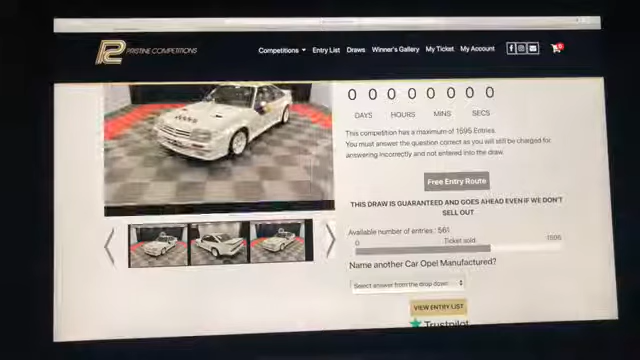 PRISTINE COMPETITIONS
Competitions
Entry List
Draws
Winner's Gallery
My Ticket
My Account
0 0 0 0 0 0 0 0
DAYS HOURS MINS SECS
This competition has a maximum of 1595 Entries.
You must answer the question correct as you will still be charged for
answering incorrectly and not entered into the draw.
Free Entry Route
THIS DRAW IS GUARANTEED AND GOES AHEAD EVEN IF WE DON'T
SELL OUT
Available number of entries : 561
0 Ticket sold: 1595
Name another Car Opel Manufactured?
Select answer from the drop down
VIEW ENTRY LIST
Trustpilot